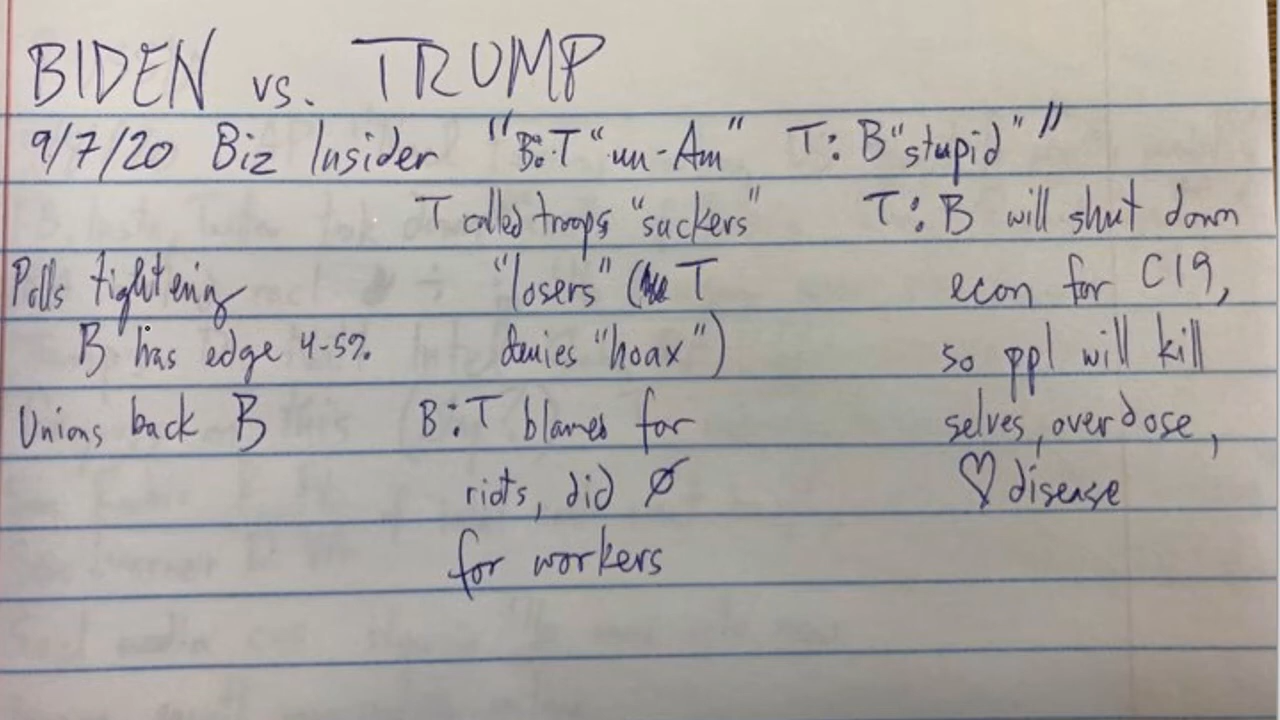 BIDEN vs. TRUMP
9/7/20 Biz Insider "B: T "un-Am" T: B "stupid" "
T called troops "suckers" T: B will shut down
Polls tightening "losers" (T econ for C19,
B has edge 4-5% denies "hoax") so ppl will kill
Unions back B B: T blames for selves, overdose,
riots, did ∅ ♡ disease
for workers